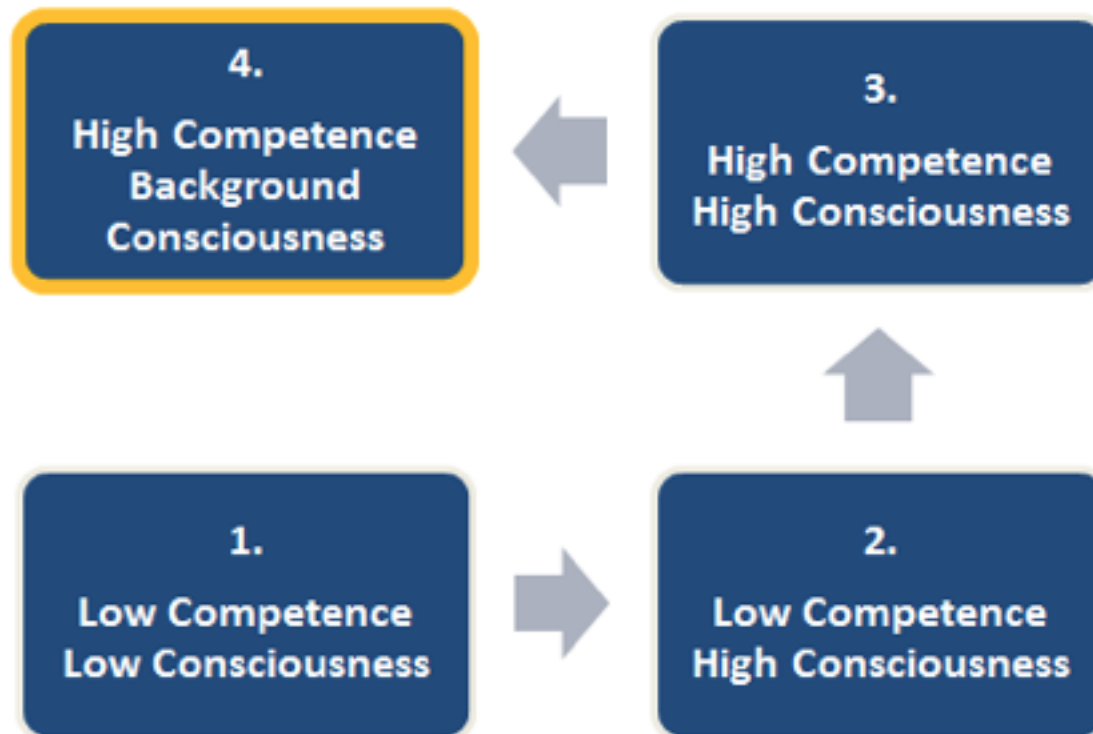 4.
High Competence
Background
Consciousness
3.
High Competence
High Consciousness
1.
Low Competence
Low Consciousness
2.
Low Competence
High Consciousness